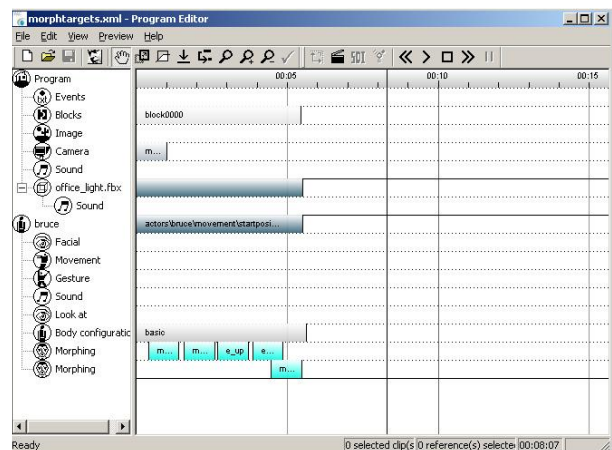 morphtargets.xml - Program Editor
File Edit View Preview Help
SDI
Program
Events
Blocks
Image
Camera
Sound
office_light.fbx
Sound
bruce
Facial
Movement
Gesture
Sound
Look at
Body configuratic
Morphing
Morphing
00:05 00:10 00:15
block0000
m...
actors\bruce\movement\startposi...
basic
m... m... e_up e...
m...
Ready
0 selected clip(s 0 reference(s) selecte 00:08:07